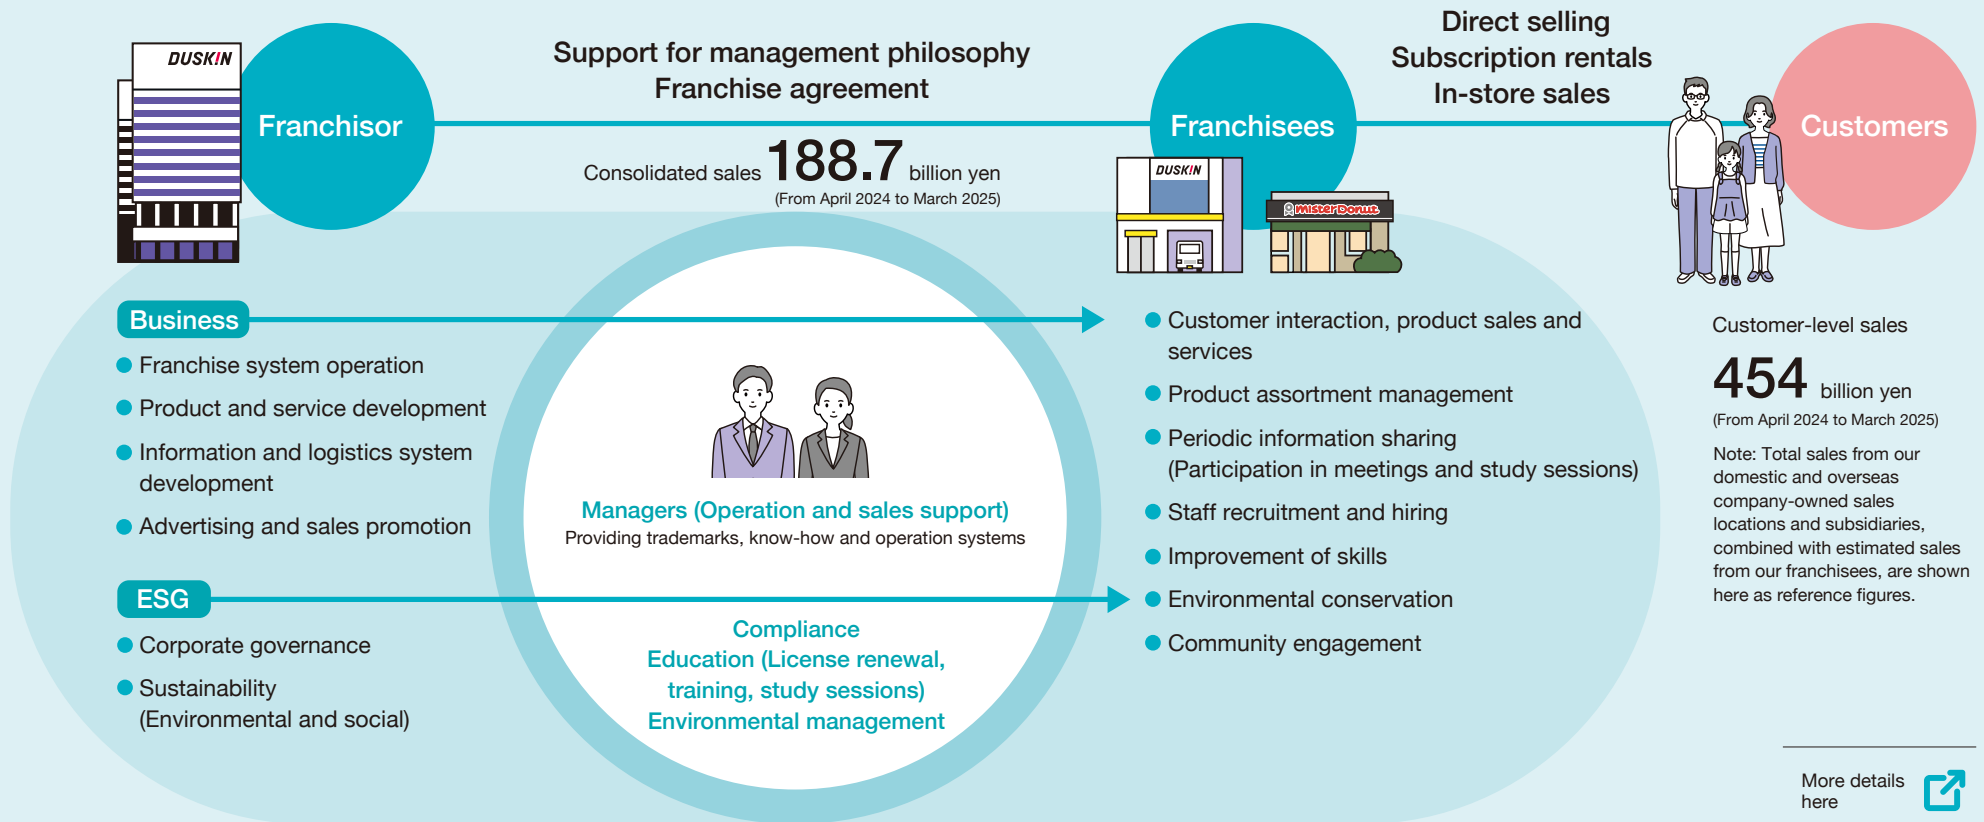 DUSKIN
Franchisor
Support for management philosophy
Franchise agreement
Consolidated sales 188.7 billion yen
(From April 2024 to March 2025)
Franchisees
DUSKIN
misterDonut
Direct selling
Subscription rentals
In-store sales
Customers
Business
Franchise system operation
Product and service development
Information and logistics system
development
Advertising and sales promotion
ESG
Corporate governance
Sustainability
(Environmental and social)
Managers (Operation and sales support)
Providing trademarks, know-how and operation systems
Compliance
Education (License renewal,
training, study sessions)
Environmental management
Customer interaction, product sales and
services
Product assortment management
Periodic information sharing
(Participation in meetings and study sessions)
Staff recruitment and hiring
Improvement of skills
Environmental conservation
Community engagement
Customer-level sales
454 billion yen
(From April 2024 to March 2025)
Note: Total sales from our
domestic and overseas
company-owned sales
locations and subsidiaries,
combined with estimated sales
from our franchisees, are shown
here as reference figures.
More details
here